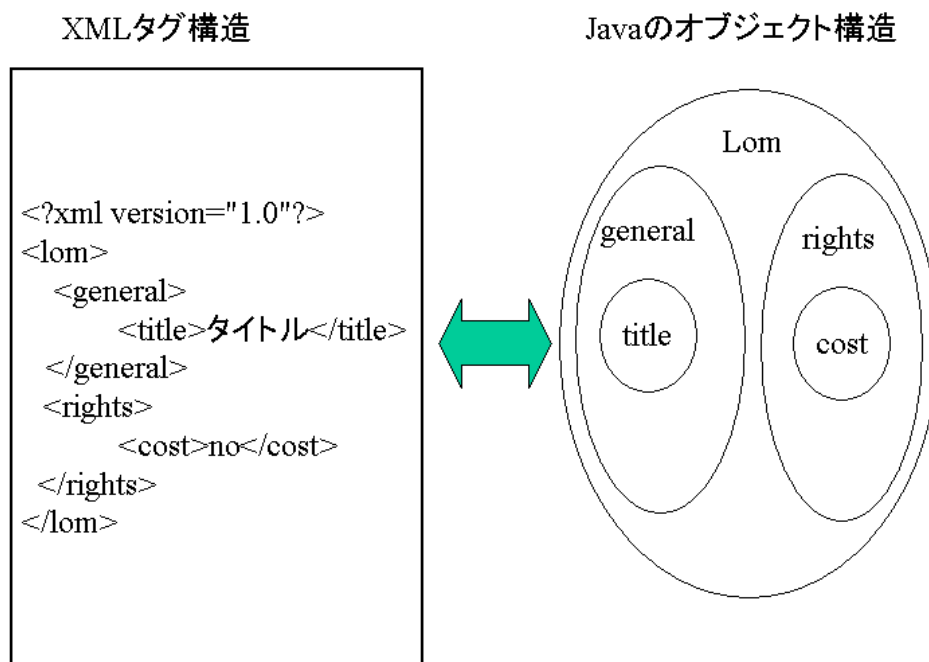 XMLタグ構造
<?xml version="1.0"?>
<lom>
<general>
<title>タイトル</title>
</general>
<rights>
<cost>no</cost>
</rights>
</lom>
Javaのオブジェクト構造
Lom
general
rights
title
cost